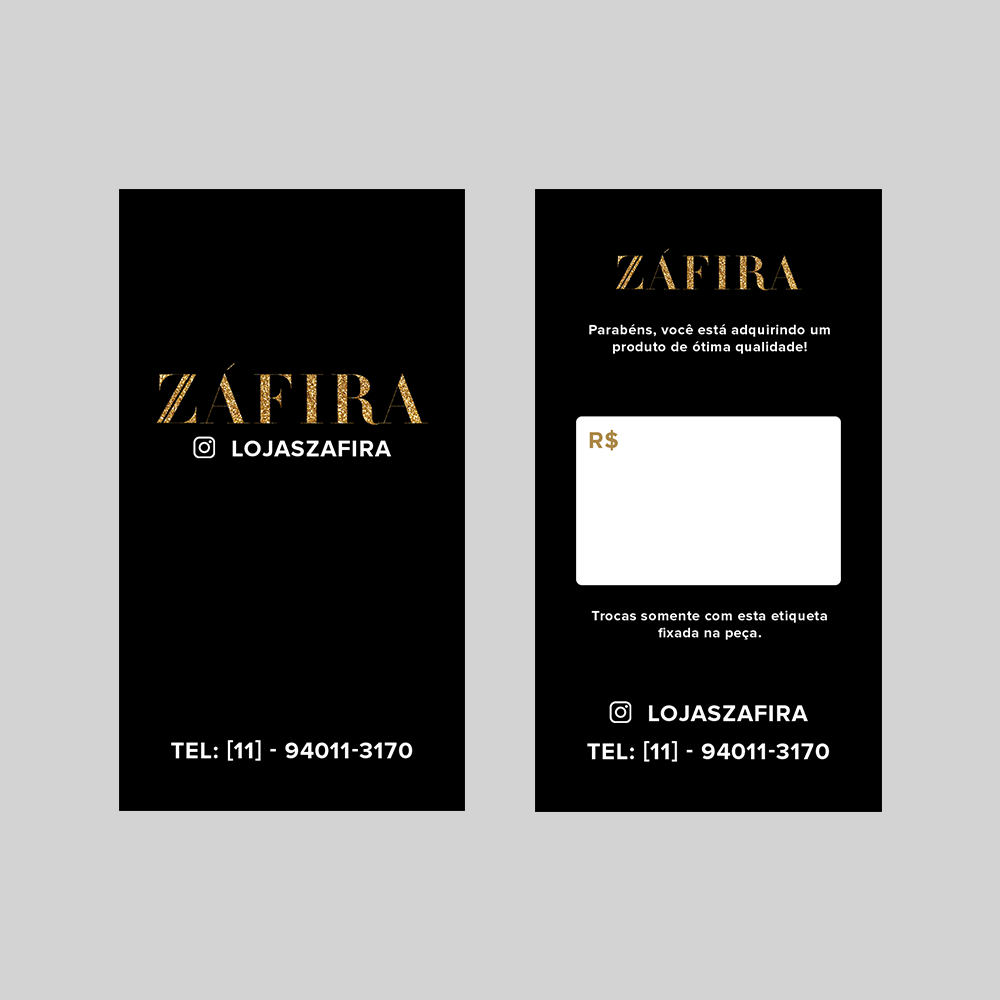 ZÁFIRA
LOJASZAFIRA
TEL: [11] - 94011-3170
ZÁFIRA
Parabéns, você está adquirindo um
produto de ótima qualidade!
R$
Trocas somente com esta etiqueta
fixada na peça.
LOJASZAFIRA
TEL: [11] - 94011-3170